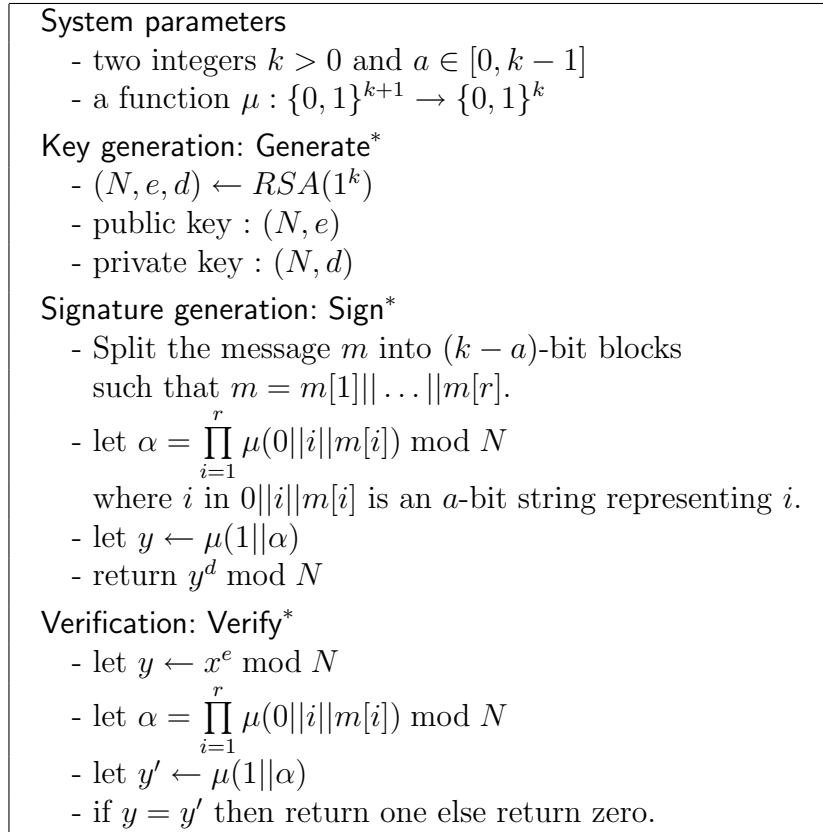 System parameters
- two integers k > 0 and a ∈ [0, k − 1]
- a function μ : {0, 1}^{k+1} → {0, 1}^k
Key generation: Generate*
- (N, e, d) ← RSA(1^k)
- public key : (N, e)
- private key : (N, d)
Signature generation: Sign*
- Split the message m into (k − a)-bit blocks
such that m = m[1]|| . . . ||m[r].
- let α = ∏_{i=1}^{r} μ(0||i||m[i]) mod N
where i in 0||i||m[i] is an a-bit string representing i.
- let y ← μ(1||α)
- return y^d mod N
Verification: Verify*
- let y ← x^e mod N
- let α = ∏_{i=1}^{r} μ(0||i||m[i]) mod N
- let y′ ← μ(1||α)
- if y = y′ then return one else return zero.